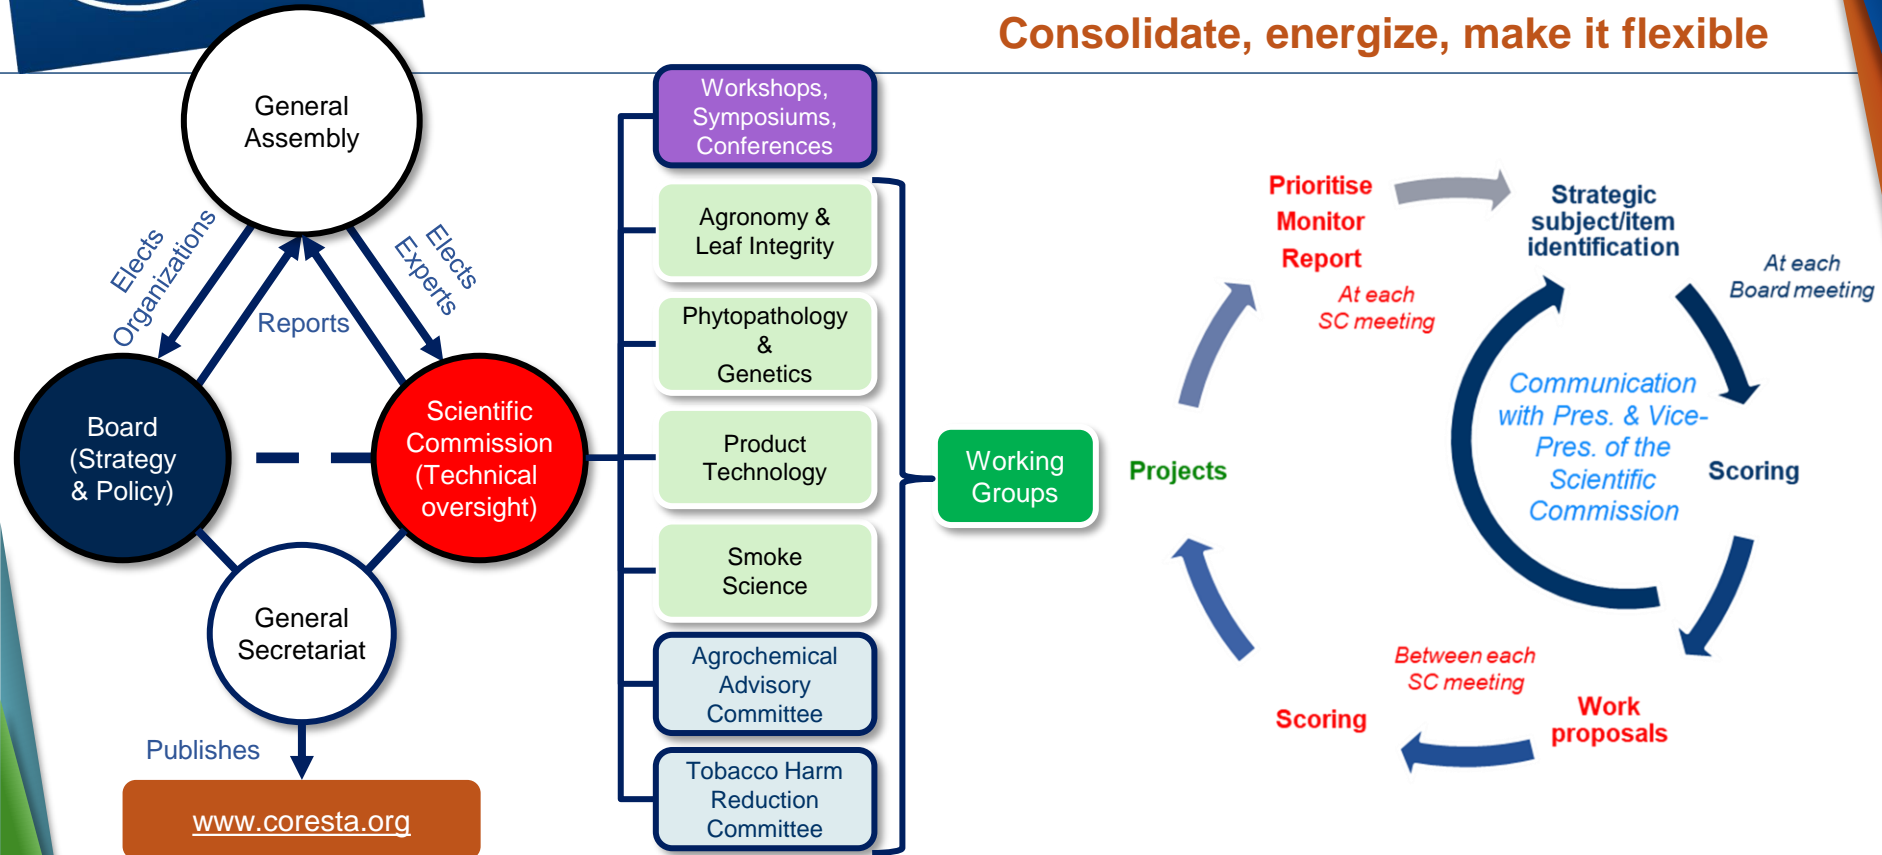 Consolidate, energize, make it flexible
General
Assembly
Elects
Organizations
Elects
Experts
Reports
Board
(Strategy
& Policy)
Scientific
Commission
(Technical
oversight)
General
Secretariat
Publishes
www.coresta.org
Workshops,
Symposiums,
Conferences
Agronomy &
Leaf Integrity
Phytopathology
&
Genetics
Product
Technology
Smoke
Science
Agrochemical
Advisory
Committee
Tobacco Harm
Reduction
Committee
Working
Groups
Prioritise
Monitor
Report
At each
SC meeting
Strategic
subject/item
identification
At each
Board meeting
Communication
with Pres. & Vice-
Pres. of the
Scientific
Commission
Scoring
Projects
Between each
SC meeting
Work
proposals
Scoring